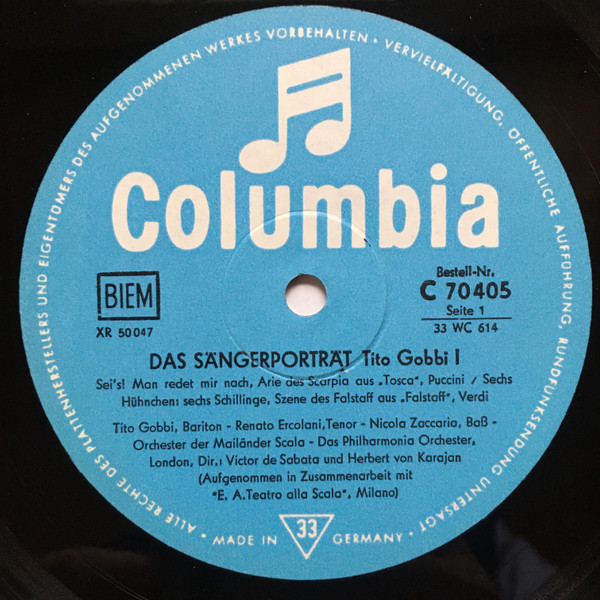 ALLE RECHTE DES PLATTENHERSTELLERS UND EIGENTÜMERS DES AUFGENOMMENEN WERKES VORBEHALTEN · VERVIELFÄLTIGUNG, ÖFFENTLICHE AUFFÜHRUNG, RUNDFUNKSENDUNG UNTERSAGT ·
Columbia
BIEM
XR 50047
Bestell-Nr.
C 70405
Seite 1
33 WC 614
DAS SÄNGERPORTRÄT Tito Gobbi I
Sei's! Man redet mir nach, Arie des Scarpia aus „Tosca", Puccini / Sechs
Hühnchen: sechs Schillinge, Szene des Falstaff aus „Falstaff", Verdi
Tito Gobbi, Bariton - Renato Ercolani, Tenor - Nicola Zaccaria, Baß -
Orchester der Mailänder Scala - Das Philharmonia Orchester,
London, Dir.: Victor de Sabata und Herbert von Karajan
(Aufgenommen in Zusammenarbeit mit
"E. A. Teatro alla Scala", Milano)
MADE IN 33 GERMANY